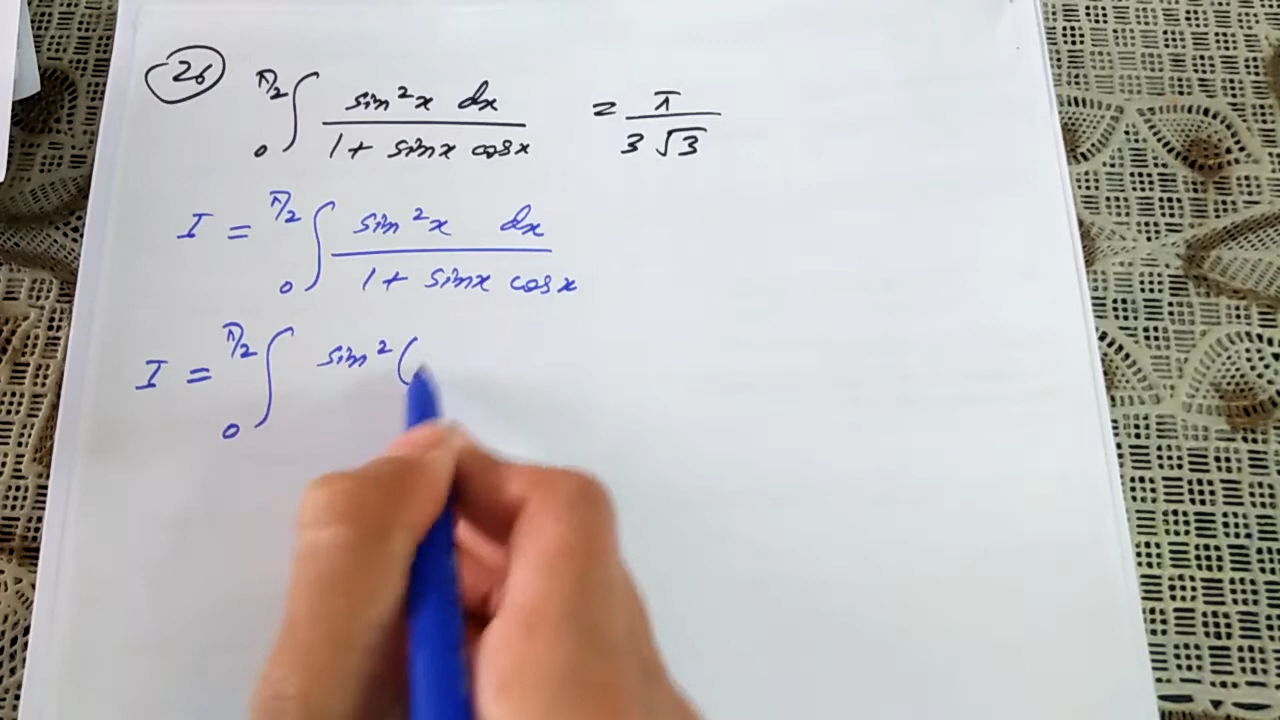 26 π/2 ∫ 0 sin²x dx / 1 + sinx cosx = π / 3√3
I = π/2 ∫ 0 sin²x dx / 1 + sinx cosx
I = π/2 ∫ 0 sin² (